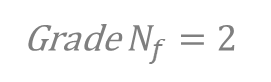 Grade N_f = 2